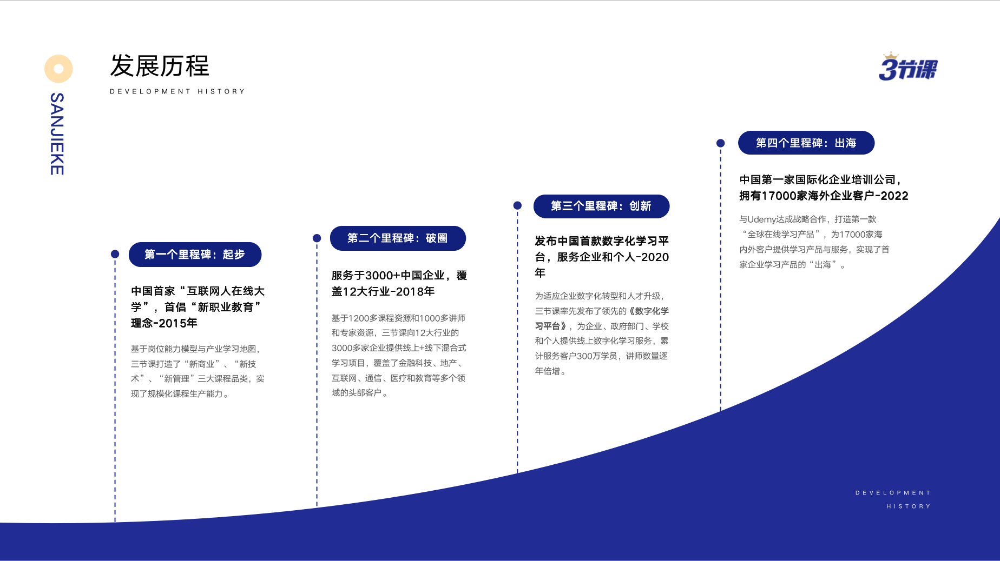 发展历程
DEVELOPMENT HISTORY
SANJIEKE
3节课
第一个里程碑：起步
中国首家“互联网人在线大
学”，首倡“新职业教育”
理念-2015年
基于岗位能力模型与产业学习地图，
三节课打造了“新商业”、“新技
术”、“新管理”三大课程品类，实
现了规模化课程生产能力。
第二个里程碑：破圈
服务于3000+中国企业，覆
盖12大行业-2018年
基于1200多课程资源和1000多讲师
和专家资源，三节课向12大行业的
3000多家企业提供线上+线下混合式
学习项目，覆盖了金融科技、地产、
互联网、通信、医疗和教育等多个领
域的头部客户。
第三个里程碑：创新
发布中国首款数字化学习平
台，服务企业和个人-2020
年
为适应企业数字化转型和人才升级，
三节课率先发布了领先的《数字化学
习平台》，为企业、政府部门、学校
和个人提供线上数字化学习服务，累
计服务客户300万学员，讲师数量逐
年倍增。
第四个里程碑：出海
中国第一家国际化企业培训公司，
拥有17000家海外企业客户-2022
与Udemy达成战略合作，打造第一款
“全球在线学习产品”，为17000家海
内外客户提供学习产品与服务，实现了首
家企业学习产品的“出海”。
DEVELOPMENT
HISTORY